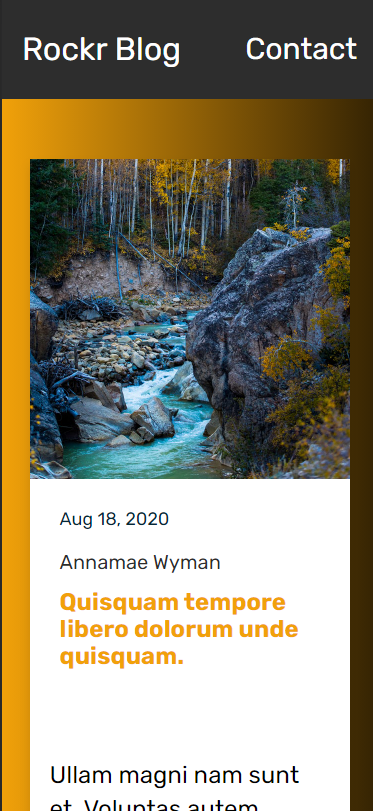 Rockr Blog Contact
Aug 18, 2020
Annamae Wyman
Quisquam tempore
libero dolorum unde
quisquam.
Ullam magni nam sunt
et. Voluptas autem